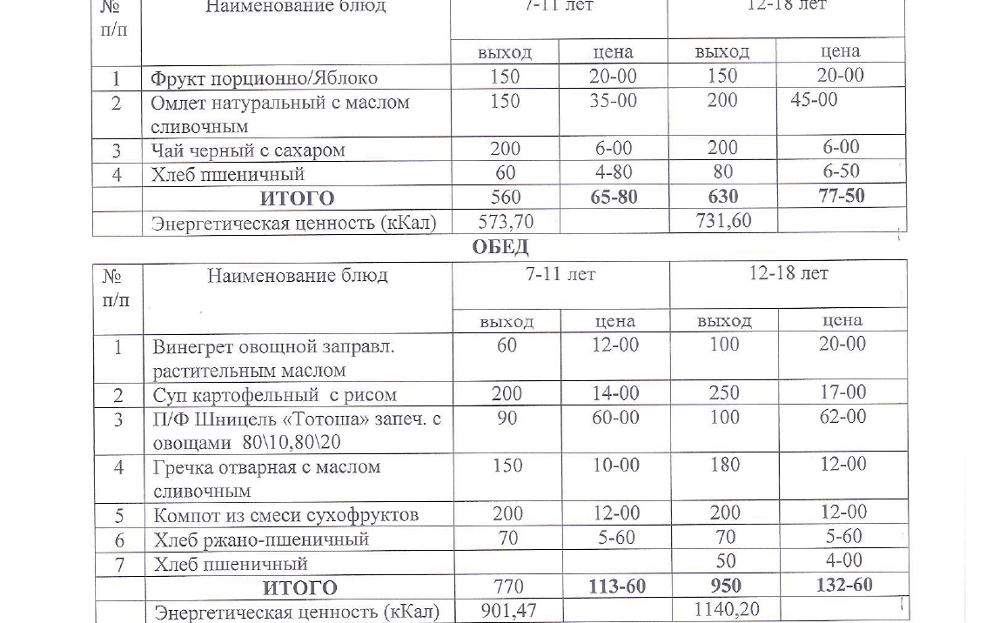 № Наименование блюд 7-11 лет 12-18 лет
п/п
выход цена выход цена
1 Фрукт порционно/Яблоко 150 20-00 150 20-00
2 Омлет натуральный с маслом 150 35-00 200 45-00
сливочным
3 Чай черный с сахаром 200 6-00 200 6-00
4 Хлеб пшеничный 60 4-80 80 6-50
ИТОГО 560 65-80 630 77-50
Энергетическая ценность (кКал) 573,70 731,60
ОБЕД
№ Наименование блюд 7-11 лет 12-18 лет
п/п
выход цена выход цена
1 Винегрет овощной заправл. 60 12-00 100 20-00
растительным маслом
2 Суп картофельный с рисом 200 14-00 250 17-00
3 П/Ф Шницель «Тотоша» запеч. с 90 60-00 100 62-00
овощами 80\10,80\20
4 Гречка отварная с маслом 150 10-00 180 12-00
сливочным
5 Компот из смеси сухофруктов 200 12-00 200 12-00
6 Хлеб ржано-пшеничный 70 5-60 70 5-60
7 Хлеб пшеничный 50 4-00
ИТОГО 770 113-60 950 132-60
Энергетическая ценность (кКал) 901,47 1140,20